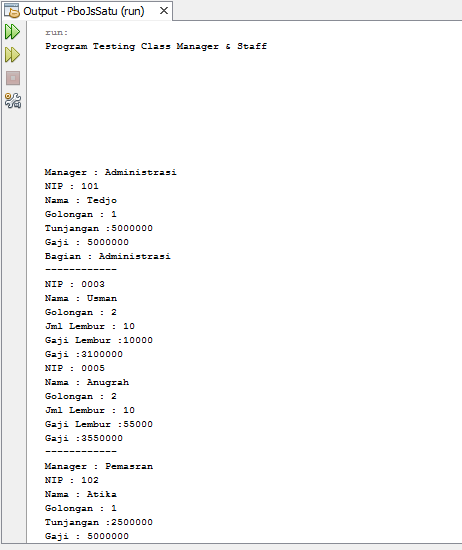 Output - PboJsSatu (run)
run:
Program Testing Class Manager & Staff
Manager : Administrasi
NIP : 101
Nama : Tedjo
Golongan : 1
Tunjangan :5000000
Gaji : 5000000
Bagian : Administrasi
------------
NIP : 0003
Nama : Usman
Golongan : 2
Jml Lembur : 10
Gaji Lembur :10000
Gaji :3100000
NIP : 0005
Nama : Anugrah
Golongan : 2
Jml Lembur : 10
Gaji Lembur :55000
Gaji :3550000
------------
Manager : Pemasran
NIP : 102
Nama : Atika
Golongan : 1
Tunjangan :2500000
Gaji : 5000000